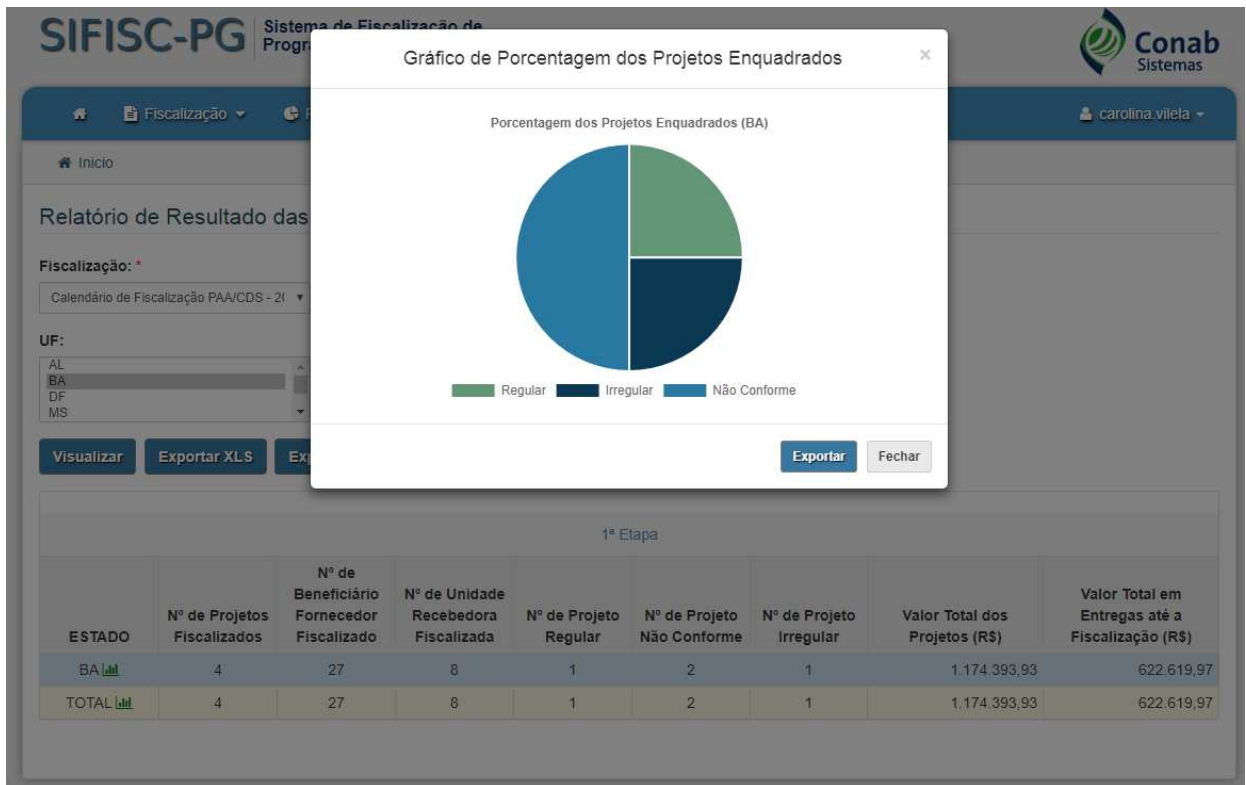 SIFISC-PG
Sistema de Fiscalização de
Progr
Conab
Sistemas
Fiscalização
carolina.vilela
Inicio
Relatório de Resultado das
Fiscalização: *
Calendário de Fiscalização PAA/CDS - 20
UF:
AL
BA
DF
MS
Visualizar
Exportar XLS
Ex
Gráfico de Porcentagem dos Projetos Enquadrados
×
Porcentagem dos Projetos Enquadrados (BA)
Regular Irregular Não Conforme
Exportar
Fechar
1ª Etapa
ESTADO
Nº de Projetos
Fiscalizados
Nº de
Beneficiário
Fornecedor
Fiscalizado
Nº de Unidade
Recebedora
Fiscalizada
Nº de Projeto
Regular
Nº de Projeto
Não Conforme
Nº de Projeto
Irregular
Valor Total dos
Projetos (R$)
Valor Total em
Entregas até a
Fiscalização (R$)
BA 4 27 8 1 2 1 1.174.393,93 622.619,97
TOTAL 4 27 8 1 2 1 1.174.393,93 622.619,97